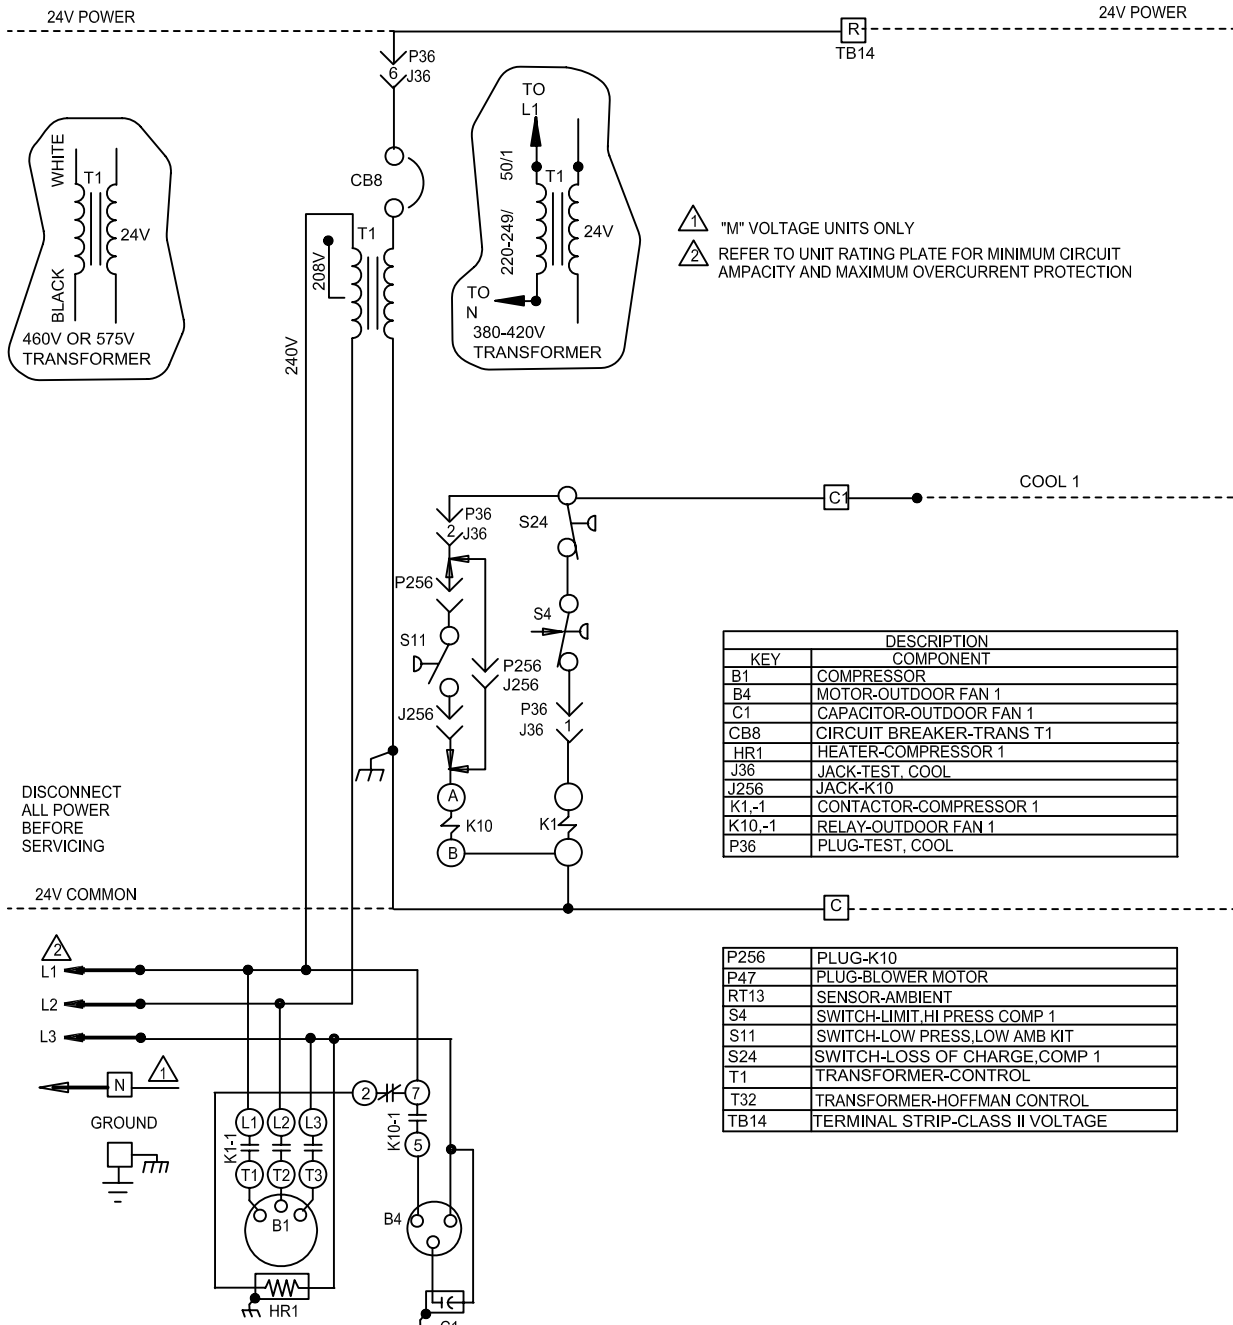 24V POWER
24V POWER
R
TB14
P36
6 J36
CB8
WHITE
T1
24V
BLACK
460V OR 575V
TRANSFORMER
TO
L1
50/1
T1
220-249/
24V
TO
N
380-420V
TRANSFORMER
1 "M" VOLTAGE UNITS ONLY
2 REFER TO UNIT RATING PLATE FOR MINIMUM CIRCUIT
AMPACITY AND MAXIMUM OVERCURRENT PROTECTION
T1
208V
240V
C1
COOL 1
P36
2 J36
S24
P256
S4
S11
P256
J256
J256
P36
J36 1
A
K10
K1
B
DISCONNECT
ALL POWER
BEFORE
SERVICING
DESCRIPTION
KEY COMPONENT
B1 COMPRESSOR
B4 MOTOR-OUTDOOR FAN 1
C1 CAPACITOR-OUTDOOR FAN 1
CB8 CIRCUIT BREAKER-TRANS T1
HR1 HEATER-COMPRESSOR 1
J36 JACK-TEST, COOL
J256 JACK-K10
K1,-1 CONTACTOR-COMPRESSOR 1
K10,-1 RELAY-OUTDOOR FAN 1
P36 PLUG-TEST, COOL
24V COMMON
C
P256 PLUG-K10
P47 PLUG-BLOWER MOTOR
RT13 SENSOR-AMBIENT
S4 SWITCH-LIMIT,HI PRESS COMP 1
S11 SWITCH-LOW PRESS,LOW AMB KIT
S24 SWITCH-LOSS OF CHARGE,COMP 1
T1 TRANSFORMER-CONTROL
T32 TRANSFORMER-HOFFMAN CONTROL
TB14 TERMINAL STRIP-CLASS II VOLTAGE
2
L1
L2
L3
N
1
GROUND
2 7
L1 L2 L3
K1-1
K10-1
5
T1 T2 T3
B1
B4
HR1
C1